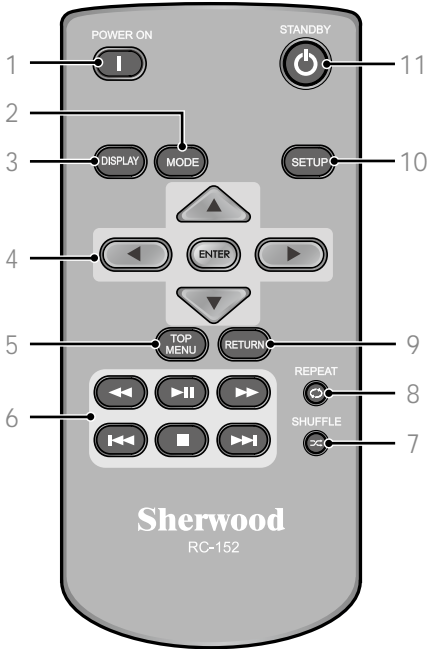 POWER ON
STANDBY
1
11
2
3
DISPLAY
MODE
SETUP
10
4
ENTER
5
TOP
MENU
RETURN
9
REPEAT
8
6
SHUFFLE
7
Sherwood
RC-152